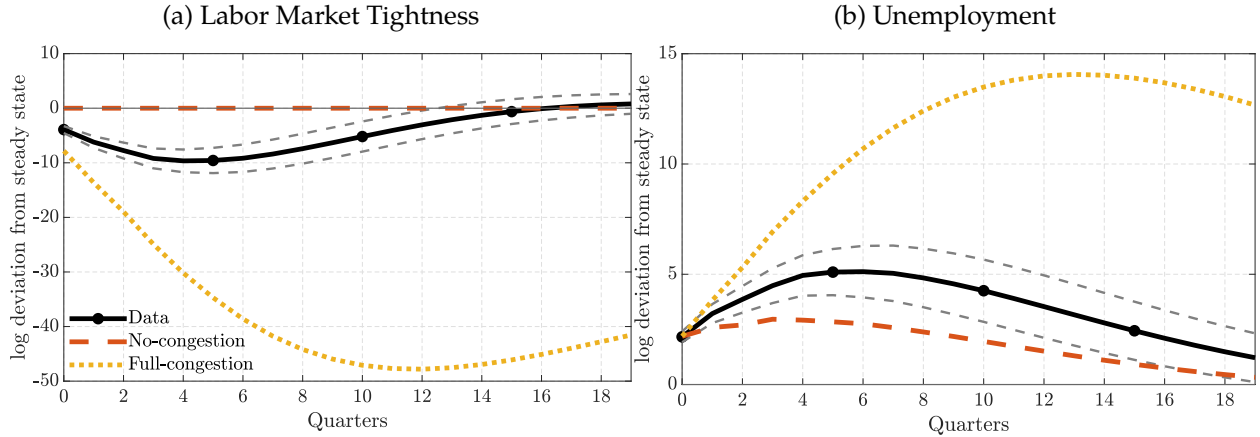 (a) Labor Market Tightness
log deviation from steady state
10
0
-10
-20
-30
-40
-50
Data
No-congestion
Full-congestion
0 2 4 6 8 10 12 14 16 18
Quarters
(b) Unemployment
log deviation from steady state
15
10
5
0
0 2 4 6 8 10 12 14 16 18
Quarters